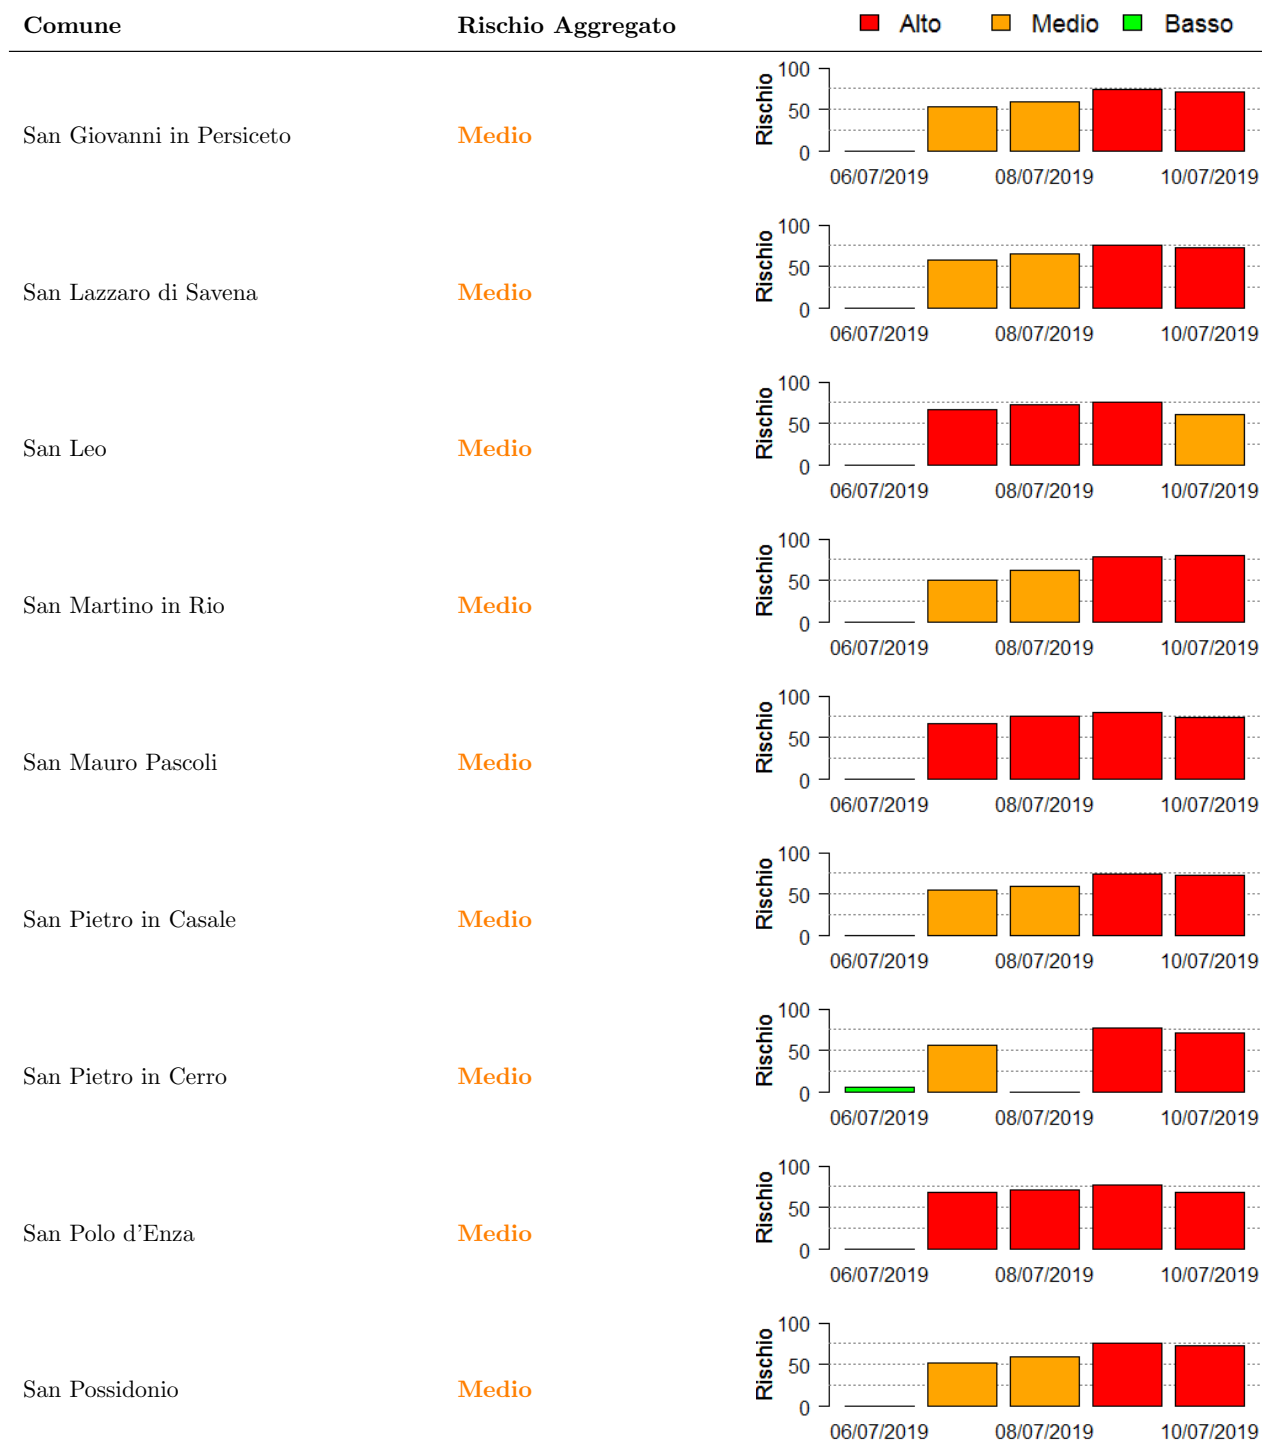 Comune Rischio Aggregato Alto Medio Basso
San Giovanni in Persiceto Medio Rischio 100 50 0
06/07/2019 08/07/2019 10/07/2019
San Lazzaro di Savena Medio Rischio 100 50 0
06/07/2019 08/07/2019 10/07/2019
San Leo Medio Rischio 100 50 0
06/07/2019 08/07/2019 10/07/2019
San Martino in Rio Medio Rischio 100 50 0
06/07/2019 08/07/2019 10/07/2019
San Mauro Pascoli Medio Rischio 100 50 0
06/07/2019 08/07/2019 10/07/2019
San Pietro in Casale Medio Rischio 100 50 0
06/07/2019 08/07/2019 10/07/2019
San Pietro in Cerro Medio Rischio 100 50 0
06/07/2019 08/07/2019 10/07/2019
San Polo d'Enza Medio Rischio 100 50 0
06/07/2019 08/07/2019 10/07/2019
San Possidonio Medio Rischio 100 50 0
06/07/2019 08/07/2019 10/07/2019